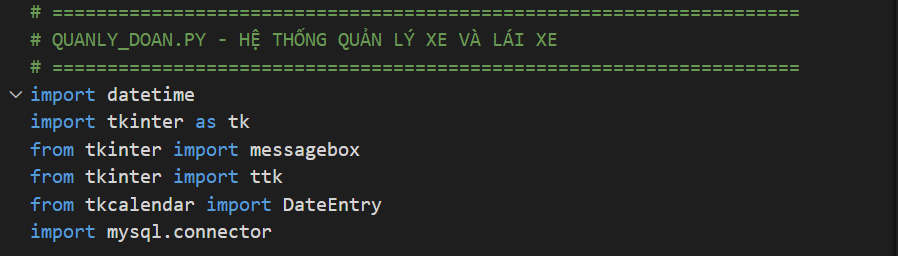 # ====================================================================
# QUANLY_DOAN.PY - HỆ THỐNG QUẢN LÝ XE VÀ LÁI XE
# ====================================================================
import datetime
import tkinter as tk
from tkinter import messagebox
from tkinter import ttk
from tkcalendar import DateEntry
import mysql.connector